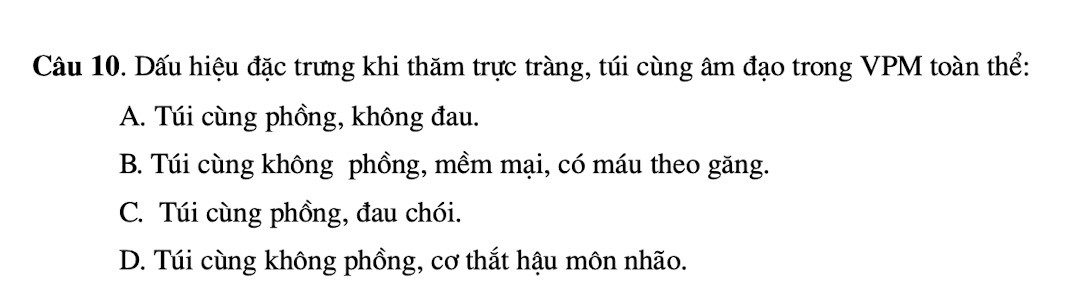 Câu 10. Dấu hiệu đặc trưng khi thăm trực tràng, túi cùng âm đạo trong VPM toàn thể:
A. Túi cùng phồng, không đau.
B. Túi cùng không phồng, mềm mại, có máu theo găng.
C. Túi cùng phồng, đau chói.
D. Túi cùng không phồng, cơ thắt hậu môn nhão.